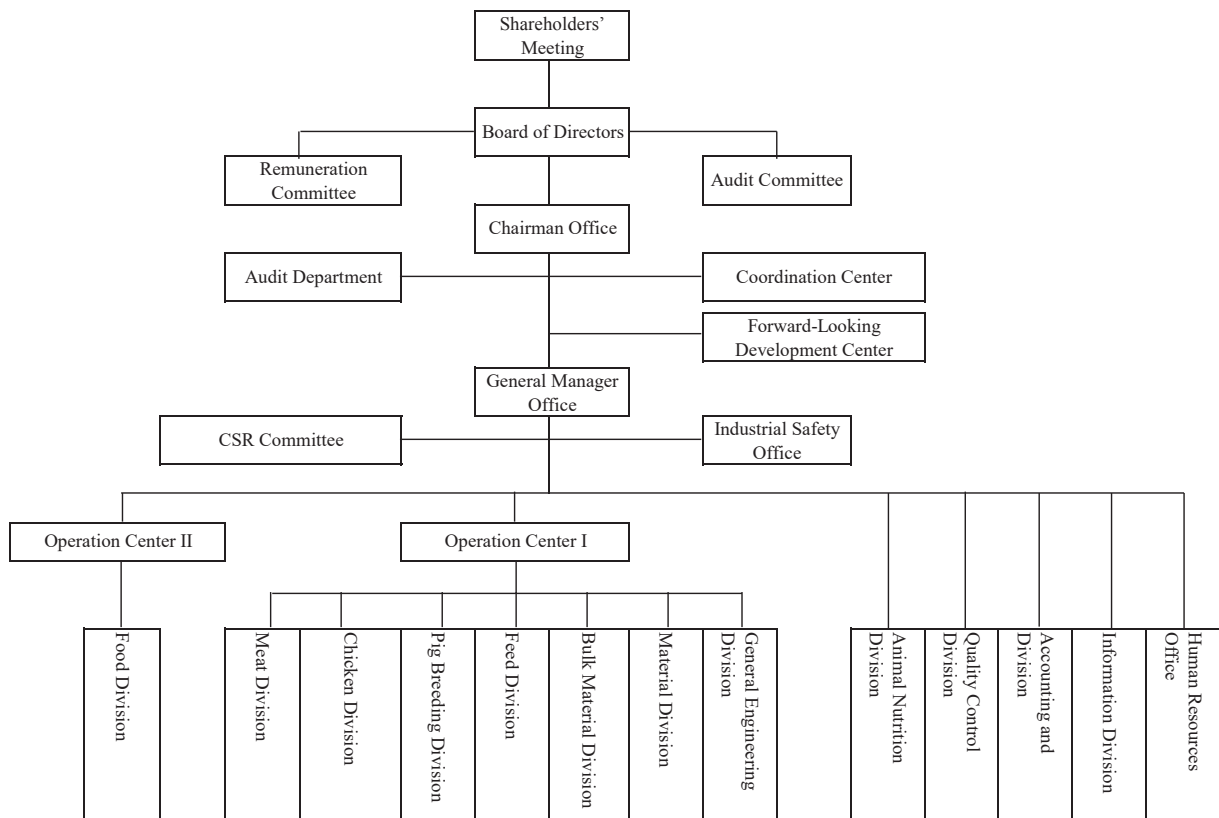 Shareholders’
Meeting
Board of Directors
Remuneration
Committee
Audit Committee
Chairman Office
Audit Department
Coordination Center
Forward-Looking
Development Center
General Manager
Office
CSR Committee
Industrial Safety
Office
Operation Center II
Operation Center I
Food Division
Meat Division
Chicken Division
Pig Breeding Division
Feed Division
Bulk Material Division
Material Division
General Engineering
Division
Animal Nutrition
Division
Quality Control
Division
Accounting and
Division
Information Division
Human Resources
Office